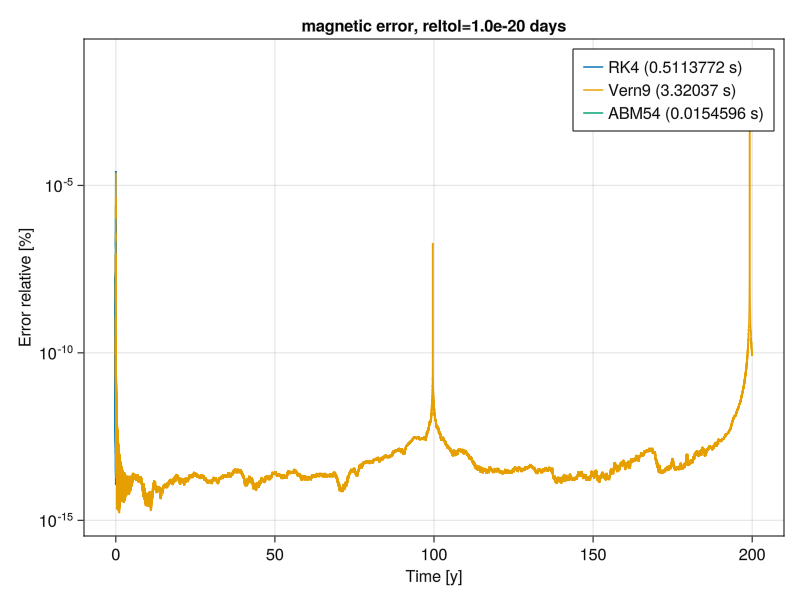 magnetic error, reltol=1.0e-20 days
RK4 (0.5113772 s)
Vern9 (3.32037 s)
ABM54 (0.0154596 s)
Error relative [%]
10⁻⁵
10⁻¹⁰
10⁻¹⁵
0 50 100 150 200
Time [y]